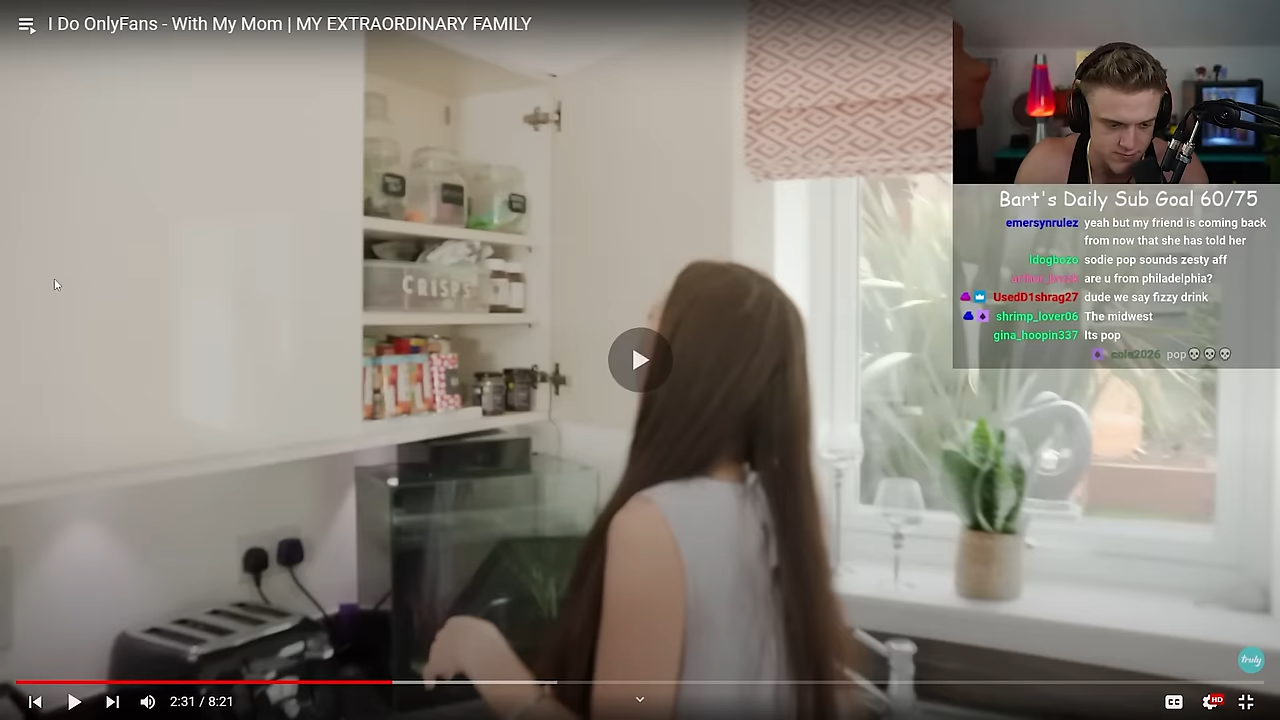 I Do OnlyFans - With My Mom | MY EXTRAORDINARY FAMILY
Bart's Daily Sub Goal 60/75
emersynrulez yeah but my friend is coming back
from now that she has told her
idogbozo sodie pop sounds zesty aff
are u from philadelphia?
UsedD1shrag27 dude we say fizzy drink
shrimp_lover06 The midwest
gina_hoopin337 Its pop
cole2026 pop💀💀💀
CRISPS
truly
2:31 / 8:21
CC
HD